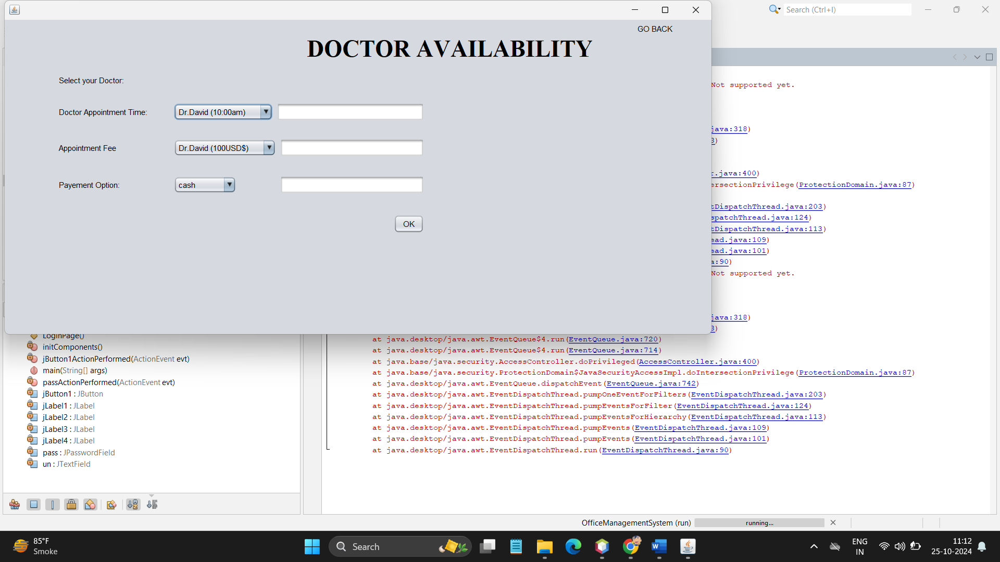 GO BACK
DOCTOR AVAILABILITY
Select your Doctor:
Doctor Appointment Time:
Dr.David (10:00am)
Appointment Fee
Dr.David (100USD$)
Payement Option:
cash
OK
Search (Ctrl+I)
Not supported yet.
java:318)
3)
r.java:400)
ersectionPrivilege(ProtectionDomain.java:87)
tDispatchThread.java:203)
spatchThread.java:124)
tDispatchThread.java:113)
ead.java:109)
ead.java:101)
a:90)
Not supported yet.
java:318)
3)
at java.desktop/java.awt.EventQueue$4.run(EventQueue.java:720)
at java.desktop/java.awt.EventQueue$4.run(EventQueue.java:714)
at java.base/java.security.AccessController.doPrivileged(AccessController.java:400)
at java.base/java.security.ProtectionDomain$JavaSecurityAccessImpl.doIntersectionPrivilege(ProtectionDomain.java:87)
at java.desktop/java.awt.EventQueue.dispatchEvent(EventQueue.java:742)
at java.desktop/java.awt.EventDispatchThread.pumpOneEventForFilters(EventDispatchThread.java:203)
at java.desktop/java.awt.EventDispatchThread.pumpEventsForFilter(EventDispatchThread.java:124)
at java.desktop/java.awt.EventDispatchThread.pumpEventsForHierarchy(EventDispatchThread.java:113)
at java.desktop/java.awt.EventDispatchThread.pumpEvents(EventDispatchThread.java:109)
at java.desktop/java.awt.EventDispatchThread.pumpEvents(EventDispatchThread.java:101)
at java.desktop/java.awt.EventDispatchThread.run(EventDispatchThread.java:90)
LoginPage()
initComponents()
jButton1ActionPerformed(ActionEvent evt)
main(String[] args)
passActionPerformed(ActionEvent evt)
jButton1 : JButton
jLabel1 : JLabel
jLabel2 : JLabel
jLabel3 : JLabel
jLabel4 : JLabel
pass : JPasswordField
un : JTextField
OfficeManagementSystem (run)
running...
85°F
Smoke
Search
ENG
IN
11:12
25-10-2024